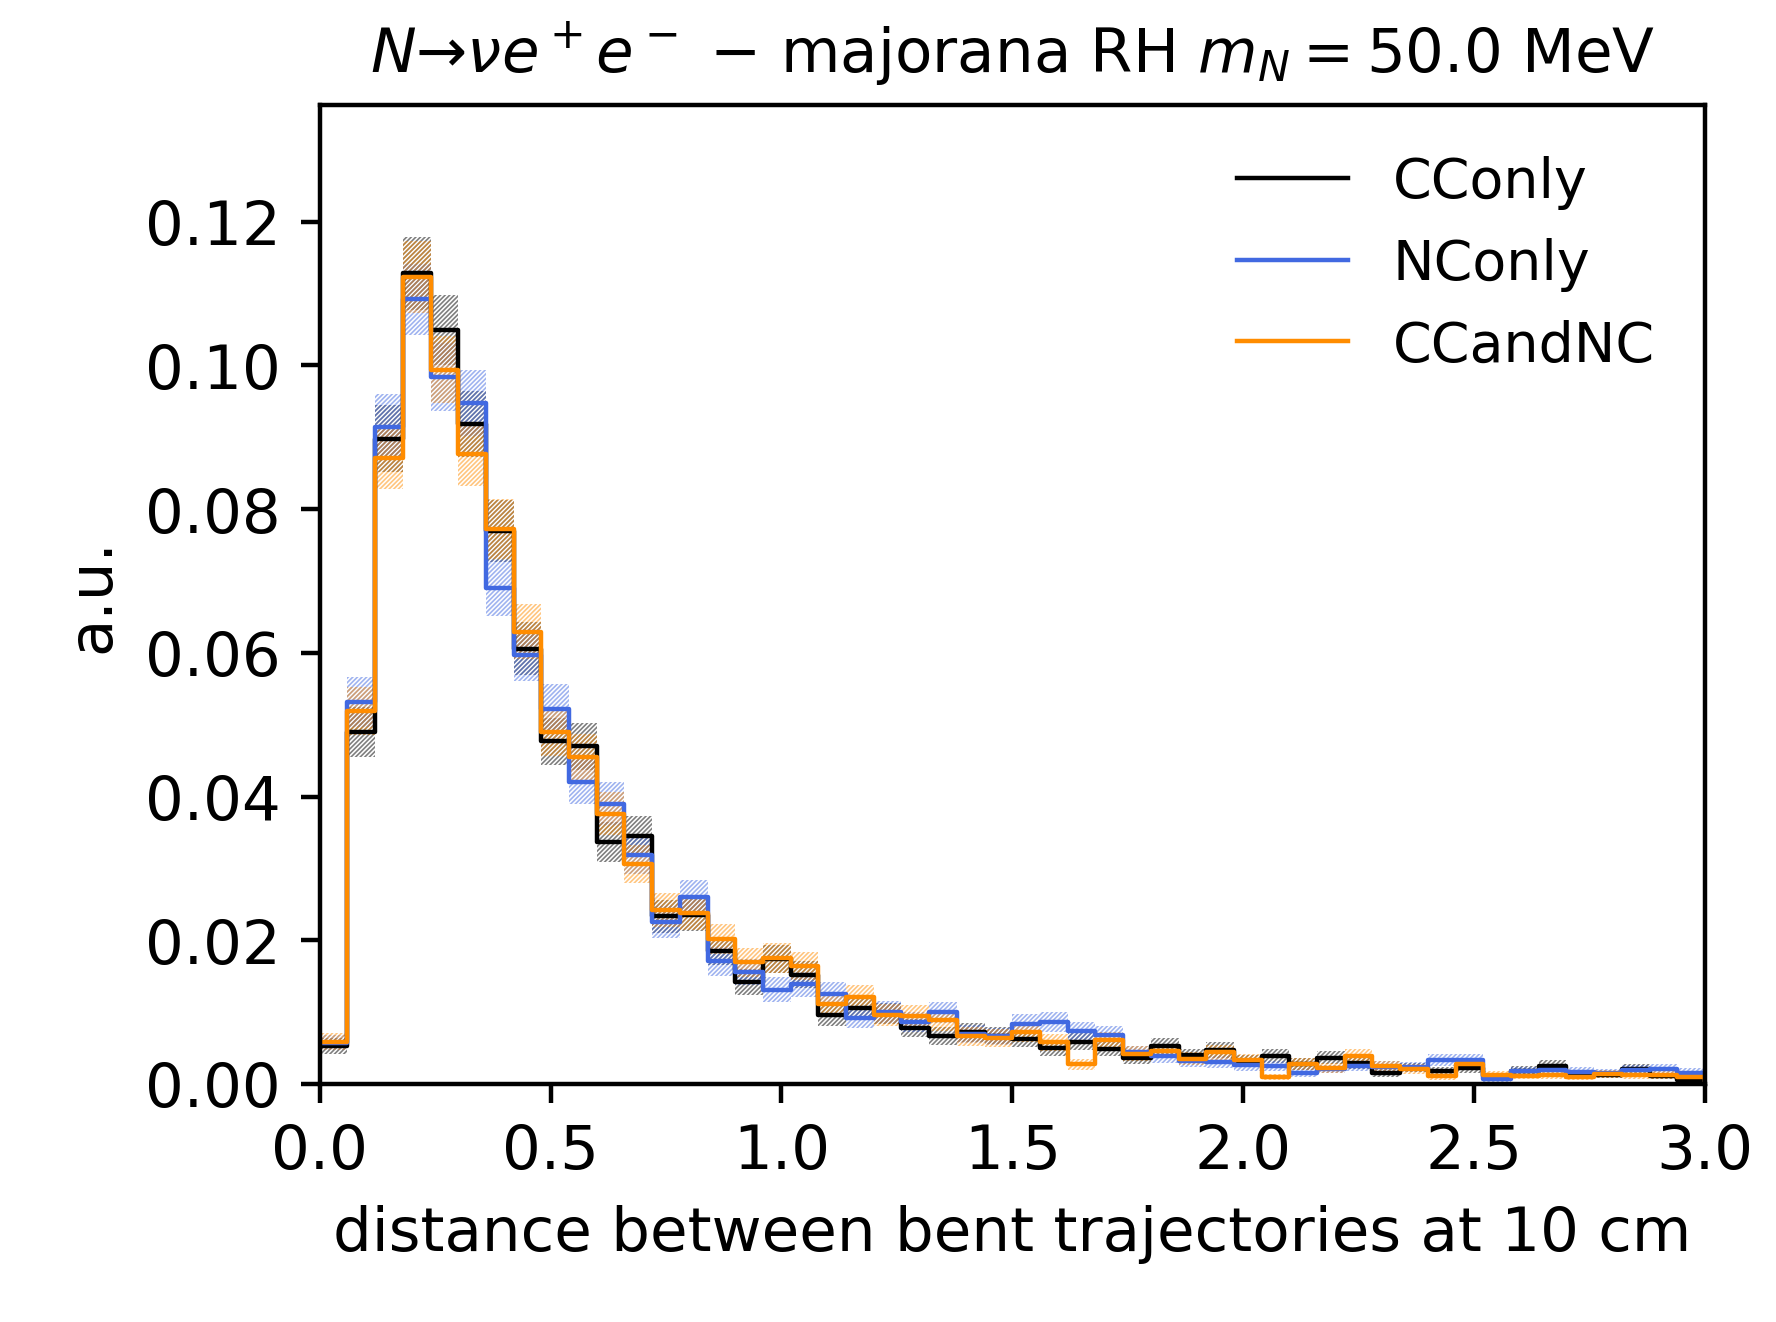 N→νe⁺e⁻ − majorana RH m_N = 50.0 MeV
CConly
NConly
CCandNC
a.u.
0.12
0.10
0.08
0.06
0.04
0.02
0.00
0.0 0.5 1.0 1.5 2.0 2.5 3.0
distance between bent trajectories at 10 cm